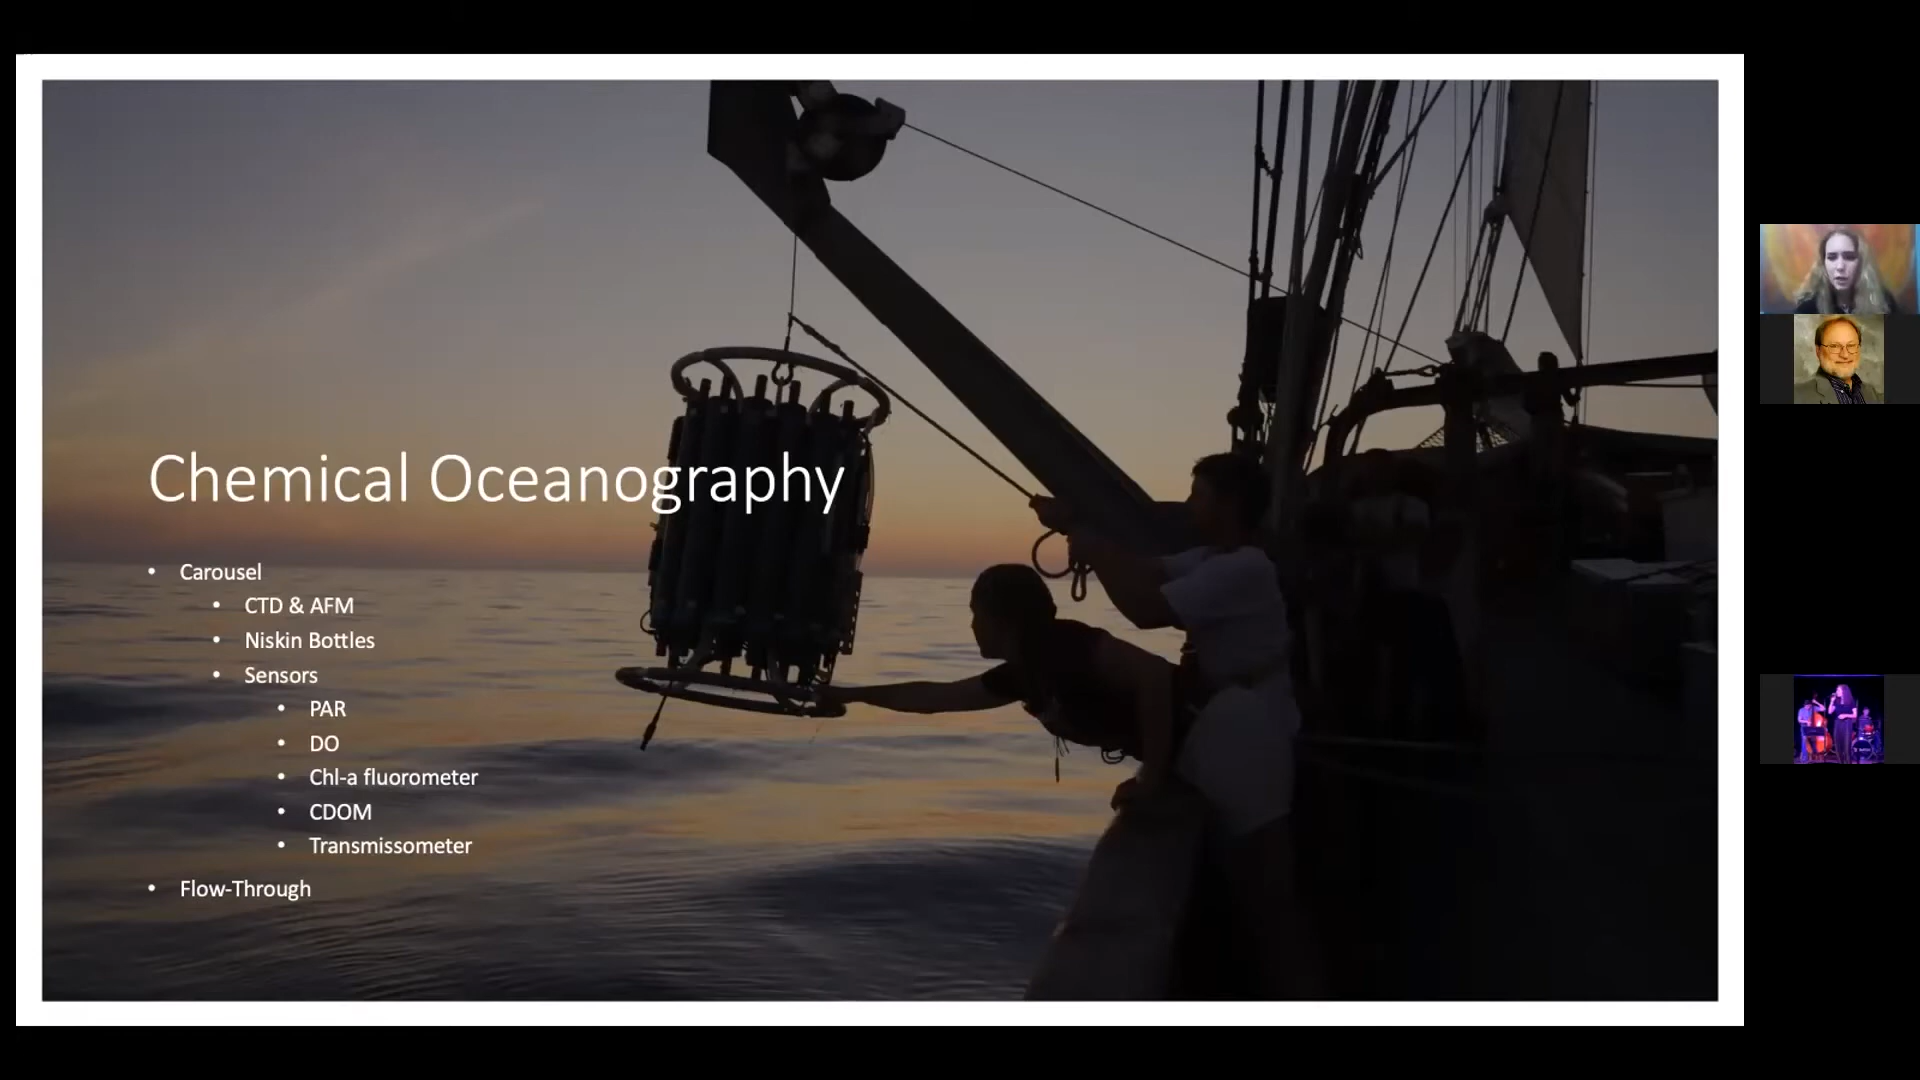 Chemical Oceanography
• Carousel
• CTD & AFM
• Niskin Bottles
• Sensors
• PAR
• DO
• Chl-a fluorometer
• CDOM
• Transmissometer
• Flow-Through